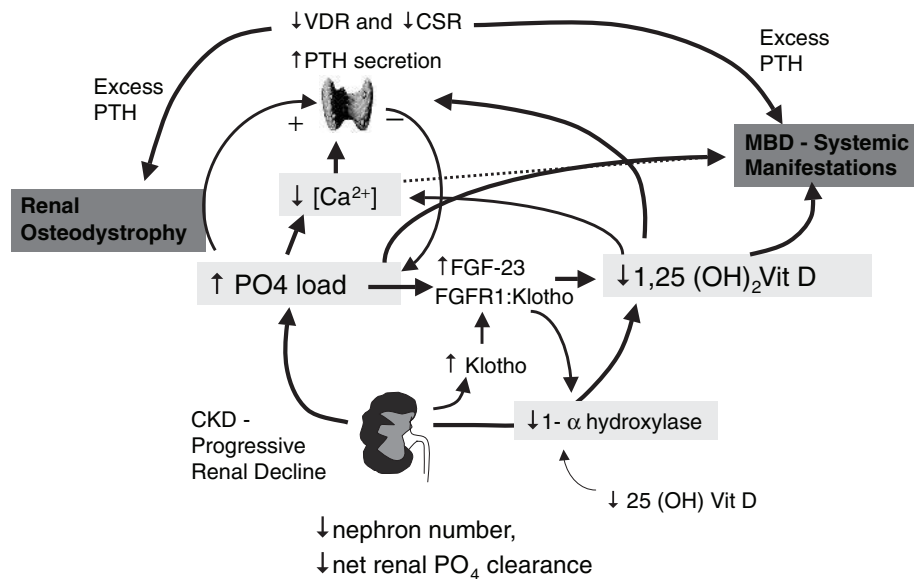 ↓VDR and ↓CSR
↑PTH secretion
Excess
PTH
Excess
PTH
+
–
MBD - Systemic
Manifestations
↓ [Ca²⁺]
Renal
Osteodystrophy
↑ PO4 load
↑FGF-23
FGFR1:Klotho
↓1,25 (OH)₂Vit D
↑ Klotho
CKD -
Progressive
Renal Decline
↓1- α hydroxylase
↓ 25 (OH) Vit D
↓nephron number,
↓net renal PO₄ clearance